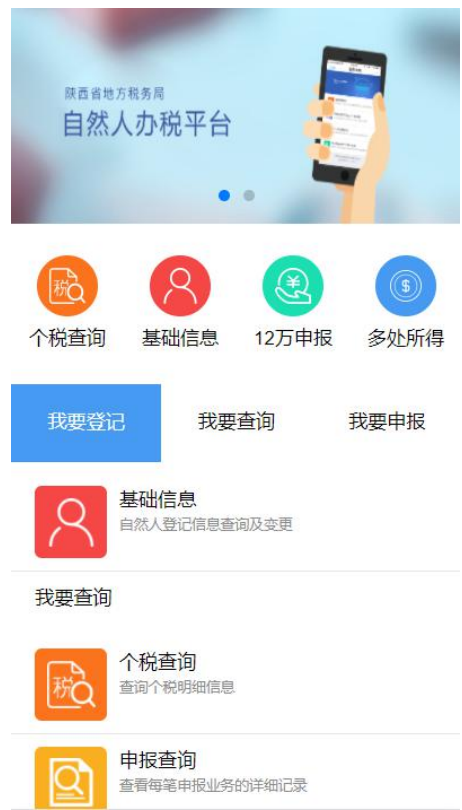 陕西省地方税务局
自然人办税平台
个税查询 基础信息 12万申报 多处所得
我要登记 我要查询 我要申报
基础信息
自然人登记信息查询及变更
我要查询
个税查询
查询个税明细信息
申报查询
查看每笔申报业务的详细记录